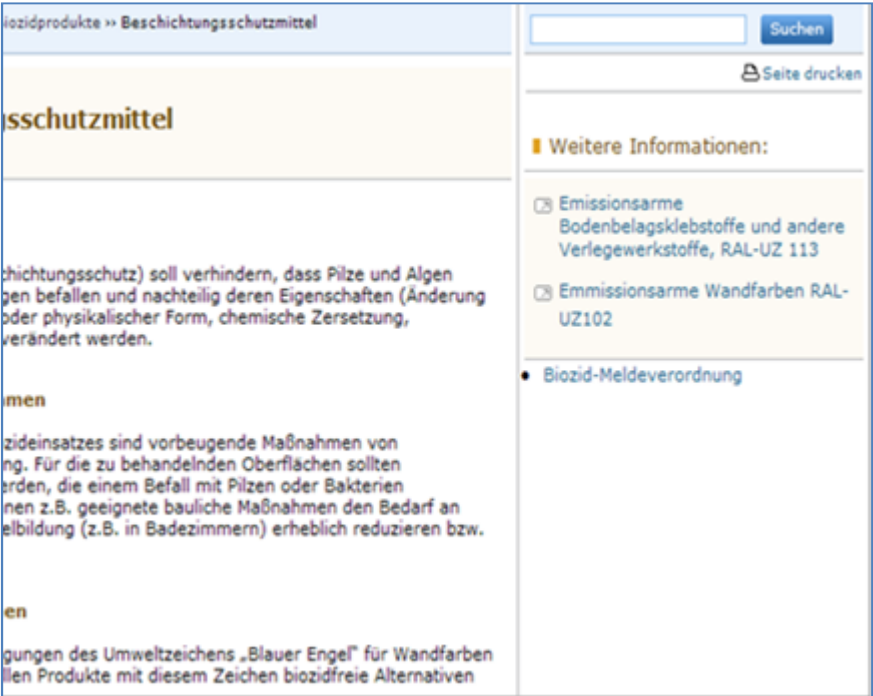 iozidprodukte ›› Beschichtungsschutzmittel
gsschutzmittel
chichtungsschutz) soll verhindern, dass Pilze und Algen
gen befallen und nachteilig deren Eigenschaften (Änderung
oder physikalischer Form, chemische Zersetzung,
verändert werden.
men
zideinsatzes sind vorbeugende Maßnahmen von
ng. Für die zu behandelnden Oberflächen sollten
erden, die einem Befall mit Pilzen oder Bakterien
nen z.B. geeignete bauliche Maßnahmen den Bedarf an
elbildung (z.B. in Badezimmern) erheblich reduzieren bzw.
en
gungen des Umweltzeichens „Blauer Engel" für Wandfarben
llen Produkte mit diesem Zeichen biozidfreie Alternativen
Suchen
Seite drucken
Weitere Informationen:
Emissionsarme
Bodenbelagsklebstoffe und andere
Verlegewerkstoffe, RAL-UZ 113
Emmissionsarme Wandfarben RAL-
UZ102
• Biozid-Meldeverordnung